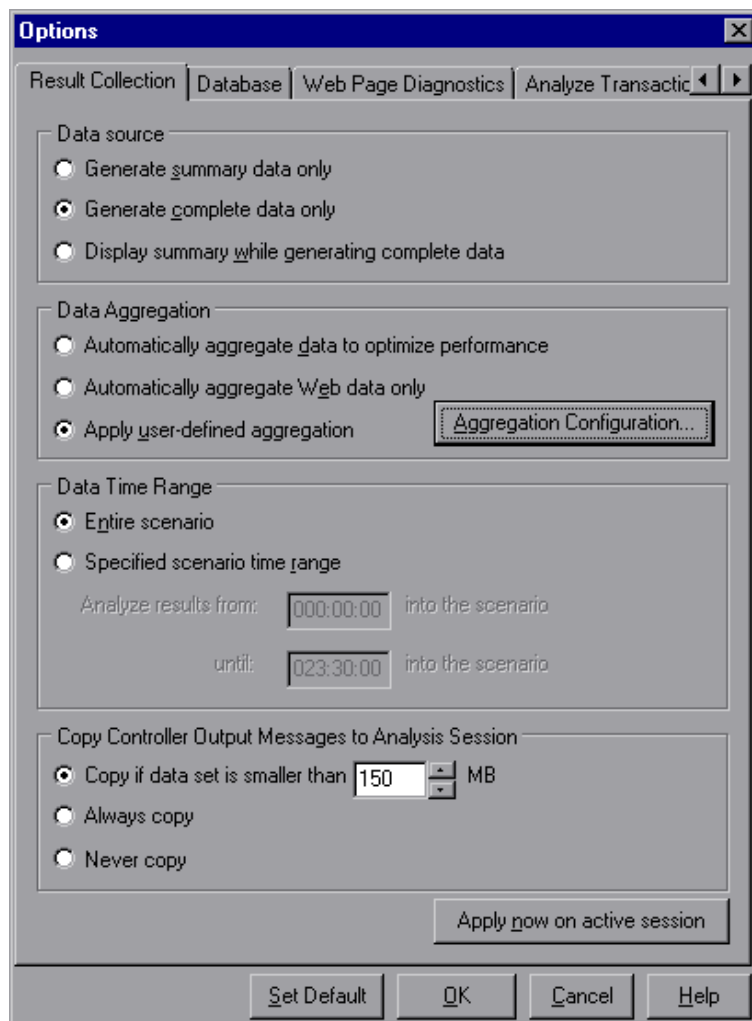 Options
Result Collection Database Web Page Diagnostics Analyze Transactic
Data source
Generate summary data only
Generate complete data only
Display summary while generating complete data
Data Aggregation
Automatically aggregate data to optimize performance
Automatically aggregate Web data only
Apply user-defined aggregation Aggregation Configuration...
Data Time Range
Entire scenario
Specified scenario time range
Analyze results from: 000:00:00 into the scenario
until: 023:30:00 into the scenario
Copy Controller Output Messages to Analysis Session
Copy if data set is smaller than 150 MB
Always copy
Never copy
Apply now on active session
Set Default OK Cancel Help